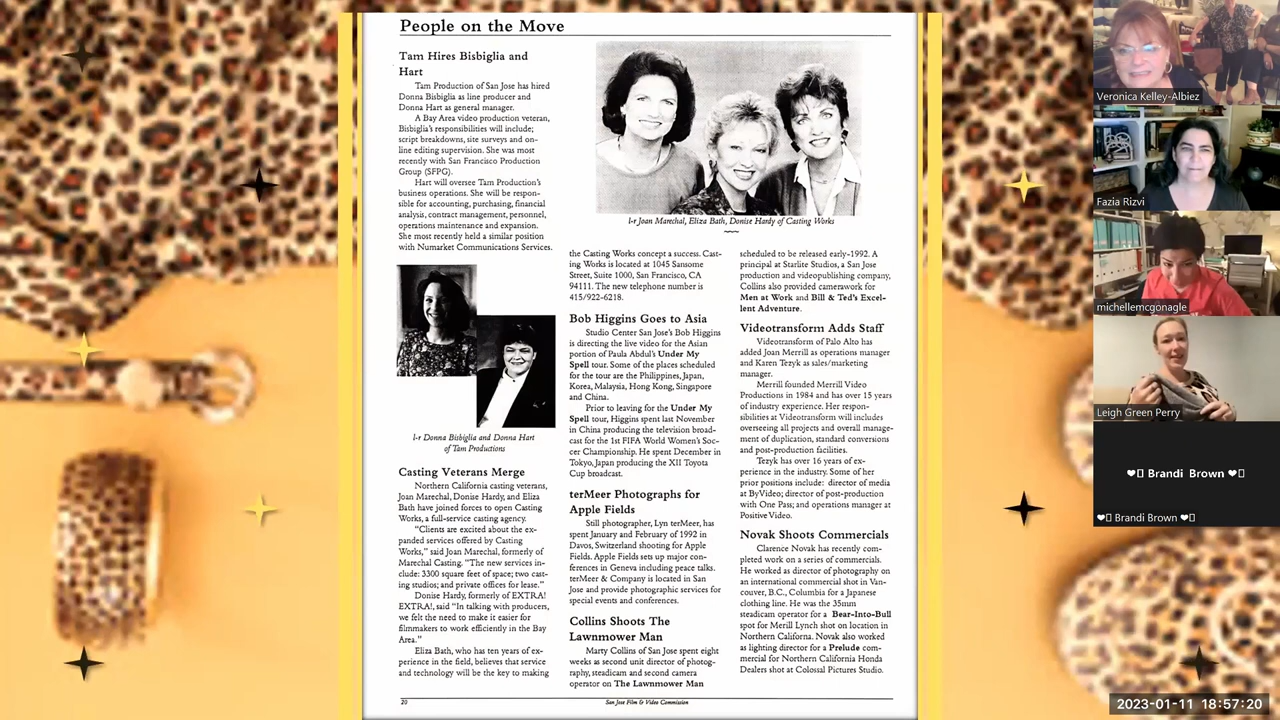 People on the Move
Tam Hires Bisbiglia and
Hart
Tam Production of San Jose has hired
Donna Bisbiglia as line producer and
Donna Hart as general manager.
A Bay Area video production veteran,
Bisbiglia's responsibilities will include;
script breakdowns, site surveys and on-
line editing supervision. She was most
recently with San Francisco Production
Group (SFPG).
Hart will oversee Tam Production's
business operations. She will be respon-
sible for accounting, purchasing, financial
analysis, contract management, personnel,
operations maintenance and expansion.
She most recently held a similar position
with Numarket Communications Services.
l-r Donna Bisbiglia and Donna Hart
of Tam Productions
Casting Veterans Merge
Northern California casting veterans,
Joan Marechal, Donise Hardy, and Eliza
Bath have joined forces to open Casting
Works, a full-service casting agency.
"Clients are excited about the ex-
panded services offered by Casting
Works," said Joan Marechal, formerly of
Marechal Casting. "The new services in-
clude: 3300 square feet of space; two cast-
ing studios; and private offices for lease."
Donise Hardy, formerly of EXTRA!
EXTRA!, said "In talking with producers,
we felt the need to make it easier for
filmmakers to work efficiently in the Bay
Area."
Eliza Bath, who has ten years of ex-
perience in the field, believes that service
and technology will be the key to making
l-r Joan Marechal, Eliza Bath, Donise Hardy of Casting Works
the Casting Works concept a success. Cast-
ing Works is located at 1045 Sansome
Street, Suite 1000, San Francisco, CA
94111. The new telephone number is
415/922-6218.
Bob Higgins Goes to Asia
Studio Center San Jose's Bob Higgins
is directing the live video for the Asian
portion of Paula Abdul's Under My
Spell tour. Some of the places scheduled
for the tour are the Philippines, Japan,
Korea, Malaysia, Hong Kong, Singapore
and China.
Prior to leaving for the Under My
Spell tour, Higgins spent last November
in China producing the television broad-
cast for the 1st FIFA World Women's Soc-
cer Championship. He spent December in
Tokyo, Japan producing the XII Toyota
Cup broadcast.
terMeer Photographs for
Apple Fields
Still photographer, Lyn terMeer, has
spent January and February of 1992 in
Davos, Switzerland shooting for Apple
Fields. Apple Fields sets up major con-
ferences in Geneva including peace talks.
terMeer & Company is located in San
Jose and provide photographic services for
special events and conferences.
Collins Shoots The
Lawnmower Man
Marty Collins of San Jose spent eight
weeks as second unit director of photog-
raphy, steadicam and second camera
operator on The Lawnmower Man
scheduled to be released early-1992. A
principal at Starlite Studios, a San Jose
production and videopublishing company,
Collins also provided camerawork for
Men at Work and Bill & Ted's Excel-
lent Adventure.
Videotransform Adds Staff
Videotransform of Palo Alto has
added Joan Merrill as operations manager
and Karen Tezyk as sales/marketing
manager.
Merrill founded Merrill Video
Productions in 1984 and has over 15 years
of industry experience. Her respon-
sibilities at Videotransform will includes
overseeing all projects and overall manage-
ment of duplication, standard conversions
and post-production facilities.
Tezyk has over 16 years of ex-
perience in the industry. Some of her
prior positions include: director of media
at ByVideo; director of post-production
with One Pass; and operations manager at
Positive Video.
Novak Shoots Commercials
Clarence Novak has recently com-
pleted work on a series of commercials.
He worked as director of photography on
an international commercial shot in Van-
couver, B.C., Columbia for a Japanese
clothing line. He was the 35mm
steadicam operator for a Bear-Into-Bull
spot for Merill Lynch shot on location in
Northern Californa. Novak also worked
as lighting director for a Prelude com-
mercial for Northern California Honda
Dealers shot at Colossal Pictures Studio.
20
San Jose Film & Video Commission
Veronica Kelley-Albiez
Fazia Rizvi
michellemcgonagle
Leigh Green Perry
❤ Brandi Brown ❤
❤ Brandi Brown ❤
2023-01-11 18:57:20